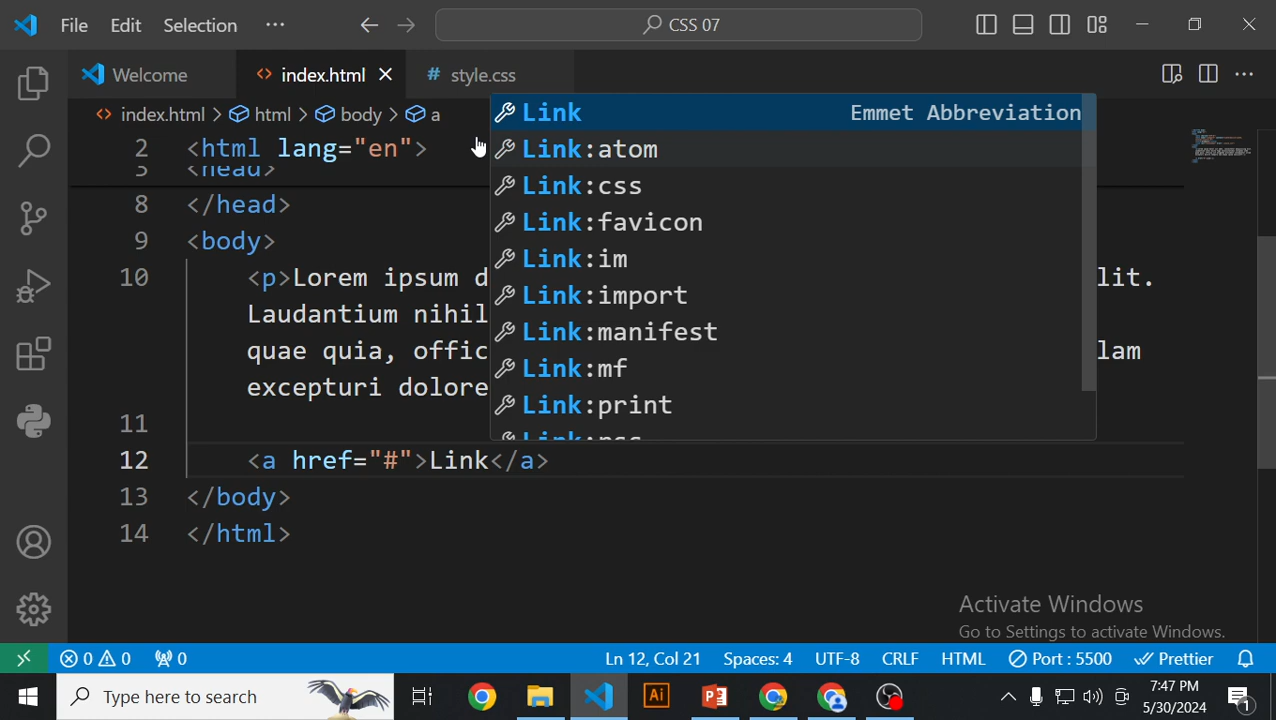 File Edit Selection ··· CSS 07
Welcome index.html style.css
index.html > html > body > a
2 <html lang="en">
5 <head>
8 </head>
9 <body>
10 <p>Lorem ipsum d lit.
Laudantium nihil
quae quia, offic lam
excepturi dolore
11
12 <a href="#">Link</a>
13 </body>
14 </html>
Link Emmet Abbreviation
Link:atom
Link:css
Link:favicon
Link:im
Link:import
Link:manifest
Link:mf
Link:print
Link:rss
Activate Windows
Go to Settings to activate Windows.
0 0 0 Ln 12, Col 21 Spaces: 4 UTF-8 CRLF HTML Port : 5500 Prettier
Type here to search 7:47 PM
5/30/2024 1